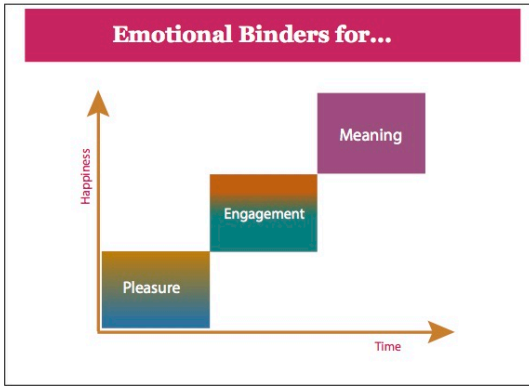 Emotional Binders for...
Meaning
Happiness
Engagement
Pleasure
Time